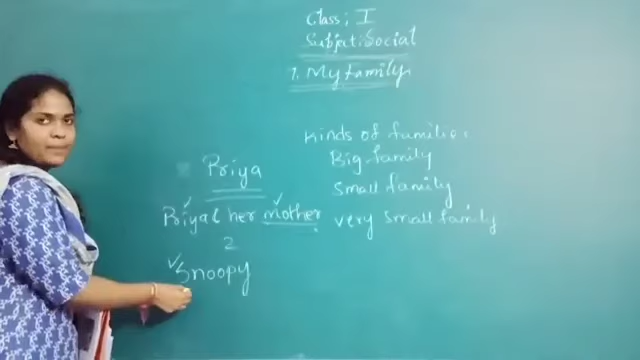 Class: I
Subject: Social
1. My Family
Kinds of families
Big family
Small family
very small family
Priya
Priya & her Mother
2
Snoopy